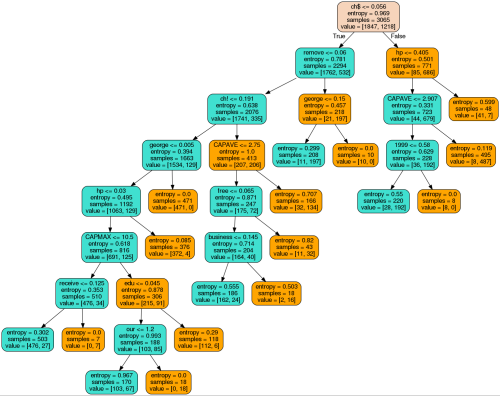 ch$ <= 0.056
entropy = 0.969
samples = 3065
value = [1847, 1218]
True
False
remove <= 0.06
entropy = 0.781
samples = 2294
value = [1762, 532]
hp <= 0.405
entropy = 0.501
samples = 771
value = [85, 686]
ch! <= 0.191
entropy = 0.638
samples = 2076
value = [1741, 335]
george <= 0.15
entropy = 0.457
samples = 218
value = [21, 197]
CAPAVE <= 2.907
entropy = 0.331
samples = 723
value = [44, 679]
entropy = 0.599
samples = 48
value = [41, 7]
george <= 0.005
entropy = 0.394
samples = 1663
value = [1534, 129]
CAPAVE <= 2.75
entropy = 1.0
samples = 413
value = [207, 206]
entropy = 0.299
samples = 208
value = [11, 197]
entropy = 0.0
samples = 10
value = [10, 0]
1999 <= 0.58
entropy = 0.629
samples = 228
value = [36, 192]
entropy = 0.119
samples = 495
value = [8, 487]
hp <= 0.03
entropy = 0.495
samples = 1192
value = [1063, 129]
entropy = 0.0
samples = 471
value = [471, 0]
free <= 0.065
entropy = 0.871
samples = 247
value = [175, 72]
entropy = 0.707
samples = 166
value = [32, 134]
entropy = 0.55
samples = 220
value = [28, 192]
entropy = 0.0
samples = 8
value = [8, 0]
CAPMAX <= 10.5
entropy = 0.618
samples = 816
value = [691, 125]
entropy = 0.085
samples = 376
value = [372, 4]
business <= 0.145
entropy = 0.714
samples = 204
value = [164, 40]
entropy = 0.82
samples = 43
value = [11, 32]
receive <= 0.125
entropy = 0.353
samples = 510
value = [476, 34]
edu <= 0.045
entropy = 0.878
samples = 306
value = [215, 91]
entropy = 0.555
samples = 186
value = [162, 24]
entropy = 0.503
samples = 18
value = [2, 16]
entropy = 0.302
samples = 503
value = [476, 27]
entropy = 0.0
samples = 7
value = [0, 7]
our <= 1.2
entropy = 0.993
samples = 188
value = [103, 85]
entropy = 0.29
samples = 118
value = [112, 6]
entropy = 0.967
samples = 170
value = [103, 67]
entropy = 0.0
samples = 18
value = [0, 18]